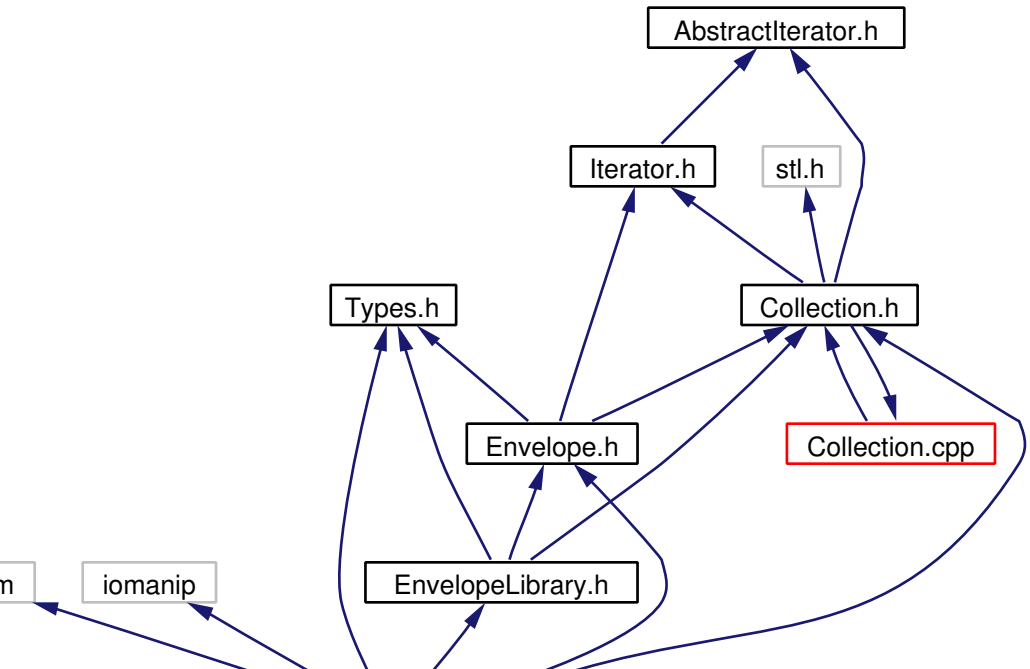 AbstractIterator.h
Iterator.h
stl.h
Types.h
Collection.h
Envelope.h
Collection.cpp
m
iomanip
EnvelopeLibrary.h